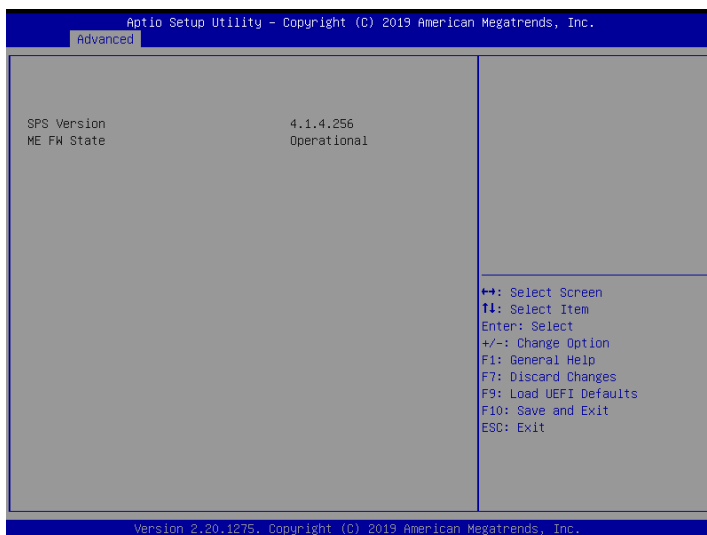 Aptio Setup Utility – Copyright (C) 2019 American Megatrends, Inc.
Advanced
SPS Version 4.1.4.256
ME FW State Operational
↔: Select Screen
↑↓: Select Item
Enter: Select
+/-: Change Option
F1: General Help
F7: Discard Changes
F9: Load UEFI Defaults
F10: Save and Exit
ESC: Exit
Version 2.20.1275. Copyright (C) 2019 American Megatrends, Inc.